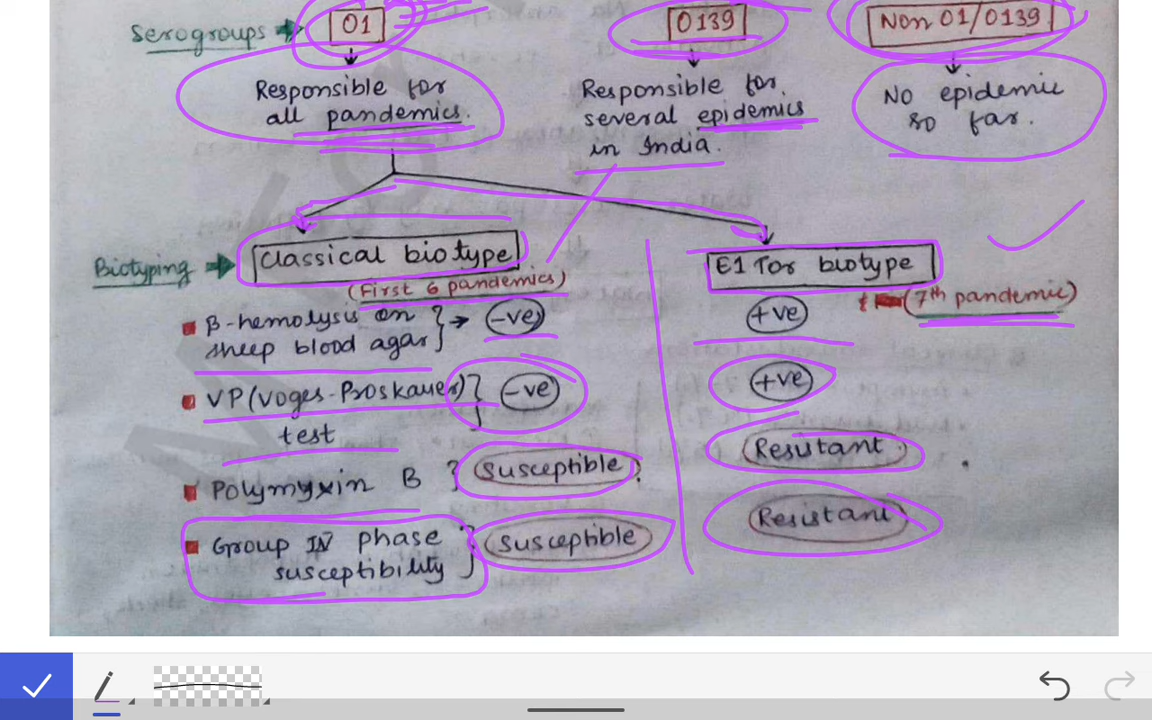 Serogroups
O1
O139
Non O1/O139
Responsible for
all pandemics.
Responsible for
several epidemics
in India.
No epidemic
so far.
Biotyping
Classical biotype
(First 6 pandemics)
El Tor biotype
(7th pandemic)
β-hemolysis on
sheep blood agar
-ve
+ve
VP (Voges-Proskauer)
test
-ve
+ve
Polymyxin B
Susceptible
Resistant
Group IV phase
susceptibility
Susceptible
Resistant